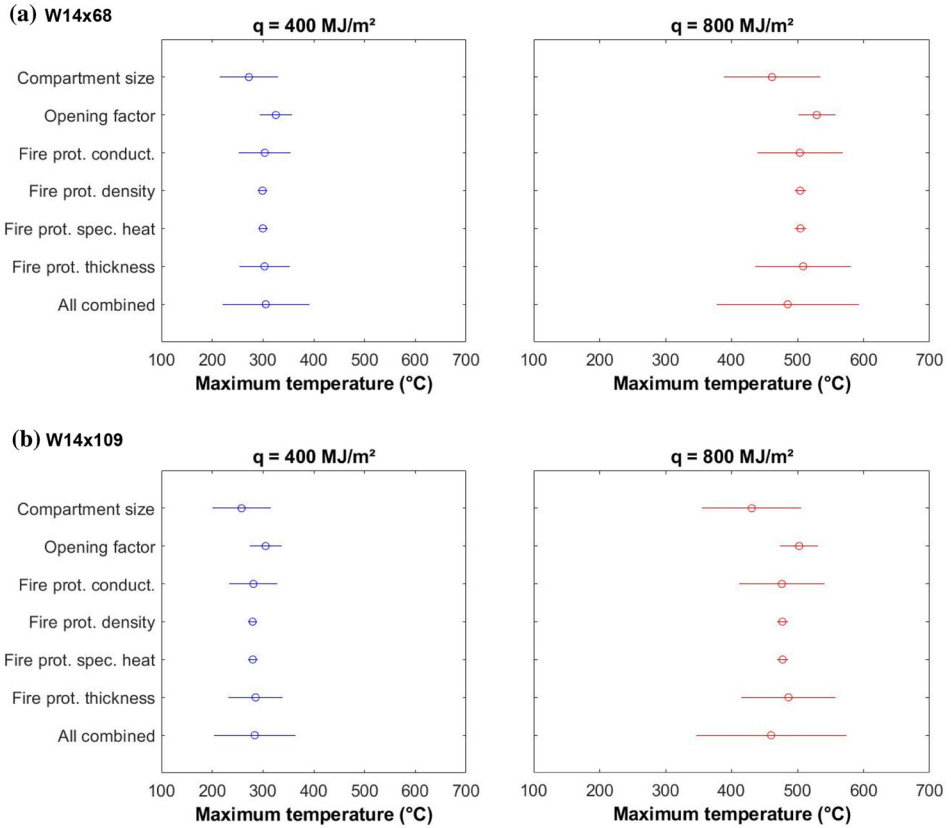 (a) W14x68
q = 400 MJ/m²
q = 800 MJ/m²
Compartment size
Opening factor
Fire prot. conduct.
Fire prot. density
Fire prot. spec. heat
Fire prot. thickness
All combined
100 200 300 400 500 600 700
100 200 300 400 500 600 700
Maximum temperature (°C)
Maximum temperature (°C)
(b) W14x109
q = 400 MJ/m²
q = 800 MJ/m²
Compartment size
Opening factor
Fire prot. conduct.
Fire prot. density
Fire prot. spec. heat
Fire prot. thickness
All combined
100 200 300 400 500 600 700
100 200 300 400 500 600 700
Maximum temperature (°C)
Maximum temperature (°C)